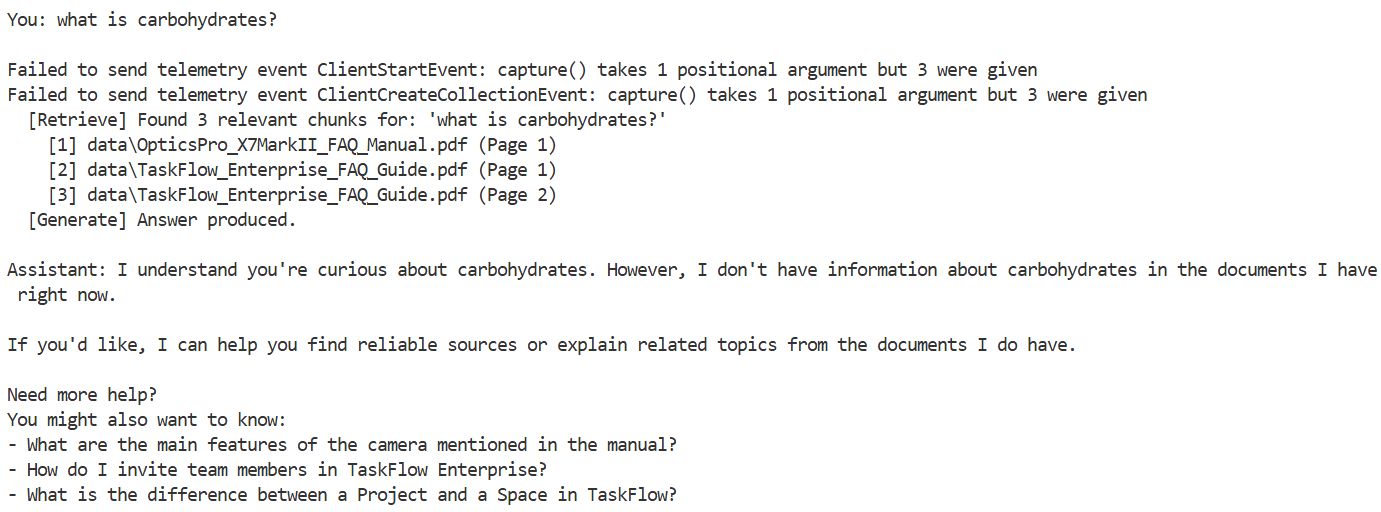 You: what is carbohydrates?
Failed to send telemetry event ClientStartEvent: capture() takes 1 positional argument but 3 were given
Failed to send telemetry event ClientCreateCollectionEvent: capture() takes 1 positional argument but 3 were given
[Retrieve] Found 3 relevant chunks for: 'what is carbohydrates?'
[1] data\OpticsPro_X7MarkII_FAQ_Manual.pdf (Page 1)
[2] data\TaskFlow_Enterprise_FAQ_Guide.pdf (Page 1)
[3] data\TaskFlow_Enterprise_FAQ_Guide.pdf (Page 2)
[Generate] Answer produced.
Assistant: I understand you're curious about carbohydrates. However, I don't have information about carbohydrates in the documents I have
right now.
If you'd like, I can help you find reliable sources or explain related topics from the documents I do have.
Need more help?
You might also want to know:
- What are the main features of the camera mentioned in the manual?
- How do I invite team members in TaskFlow Enterprise?
- What is the difference between a Project and a Space in TaskFlow?